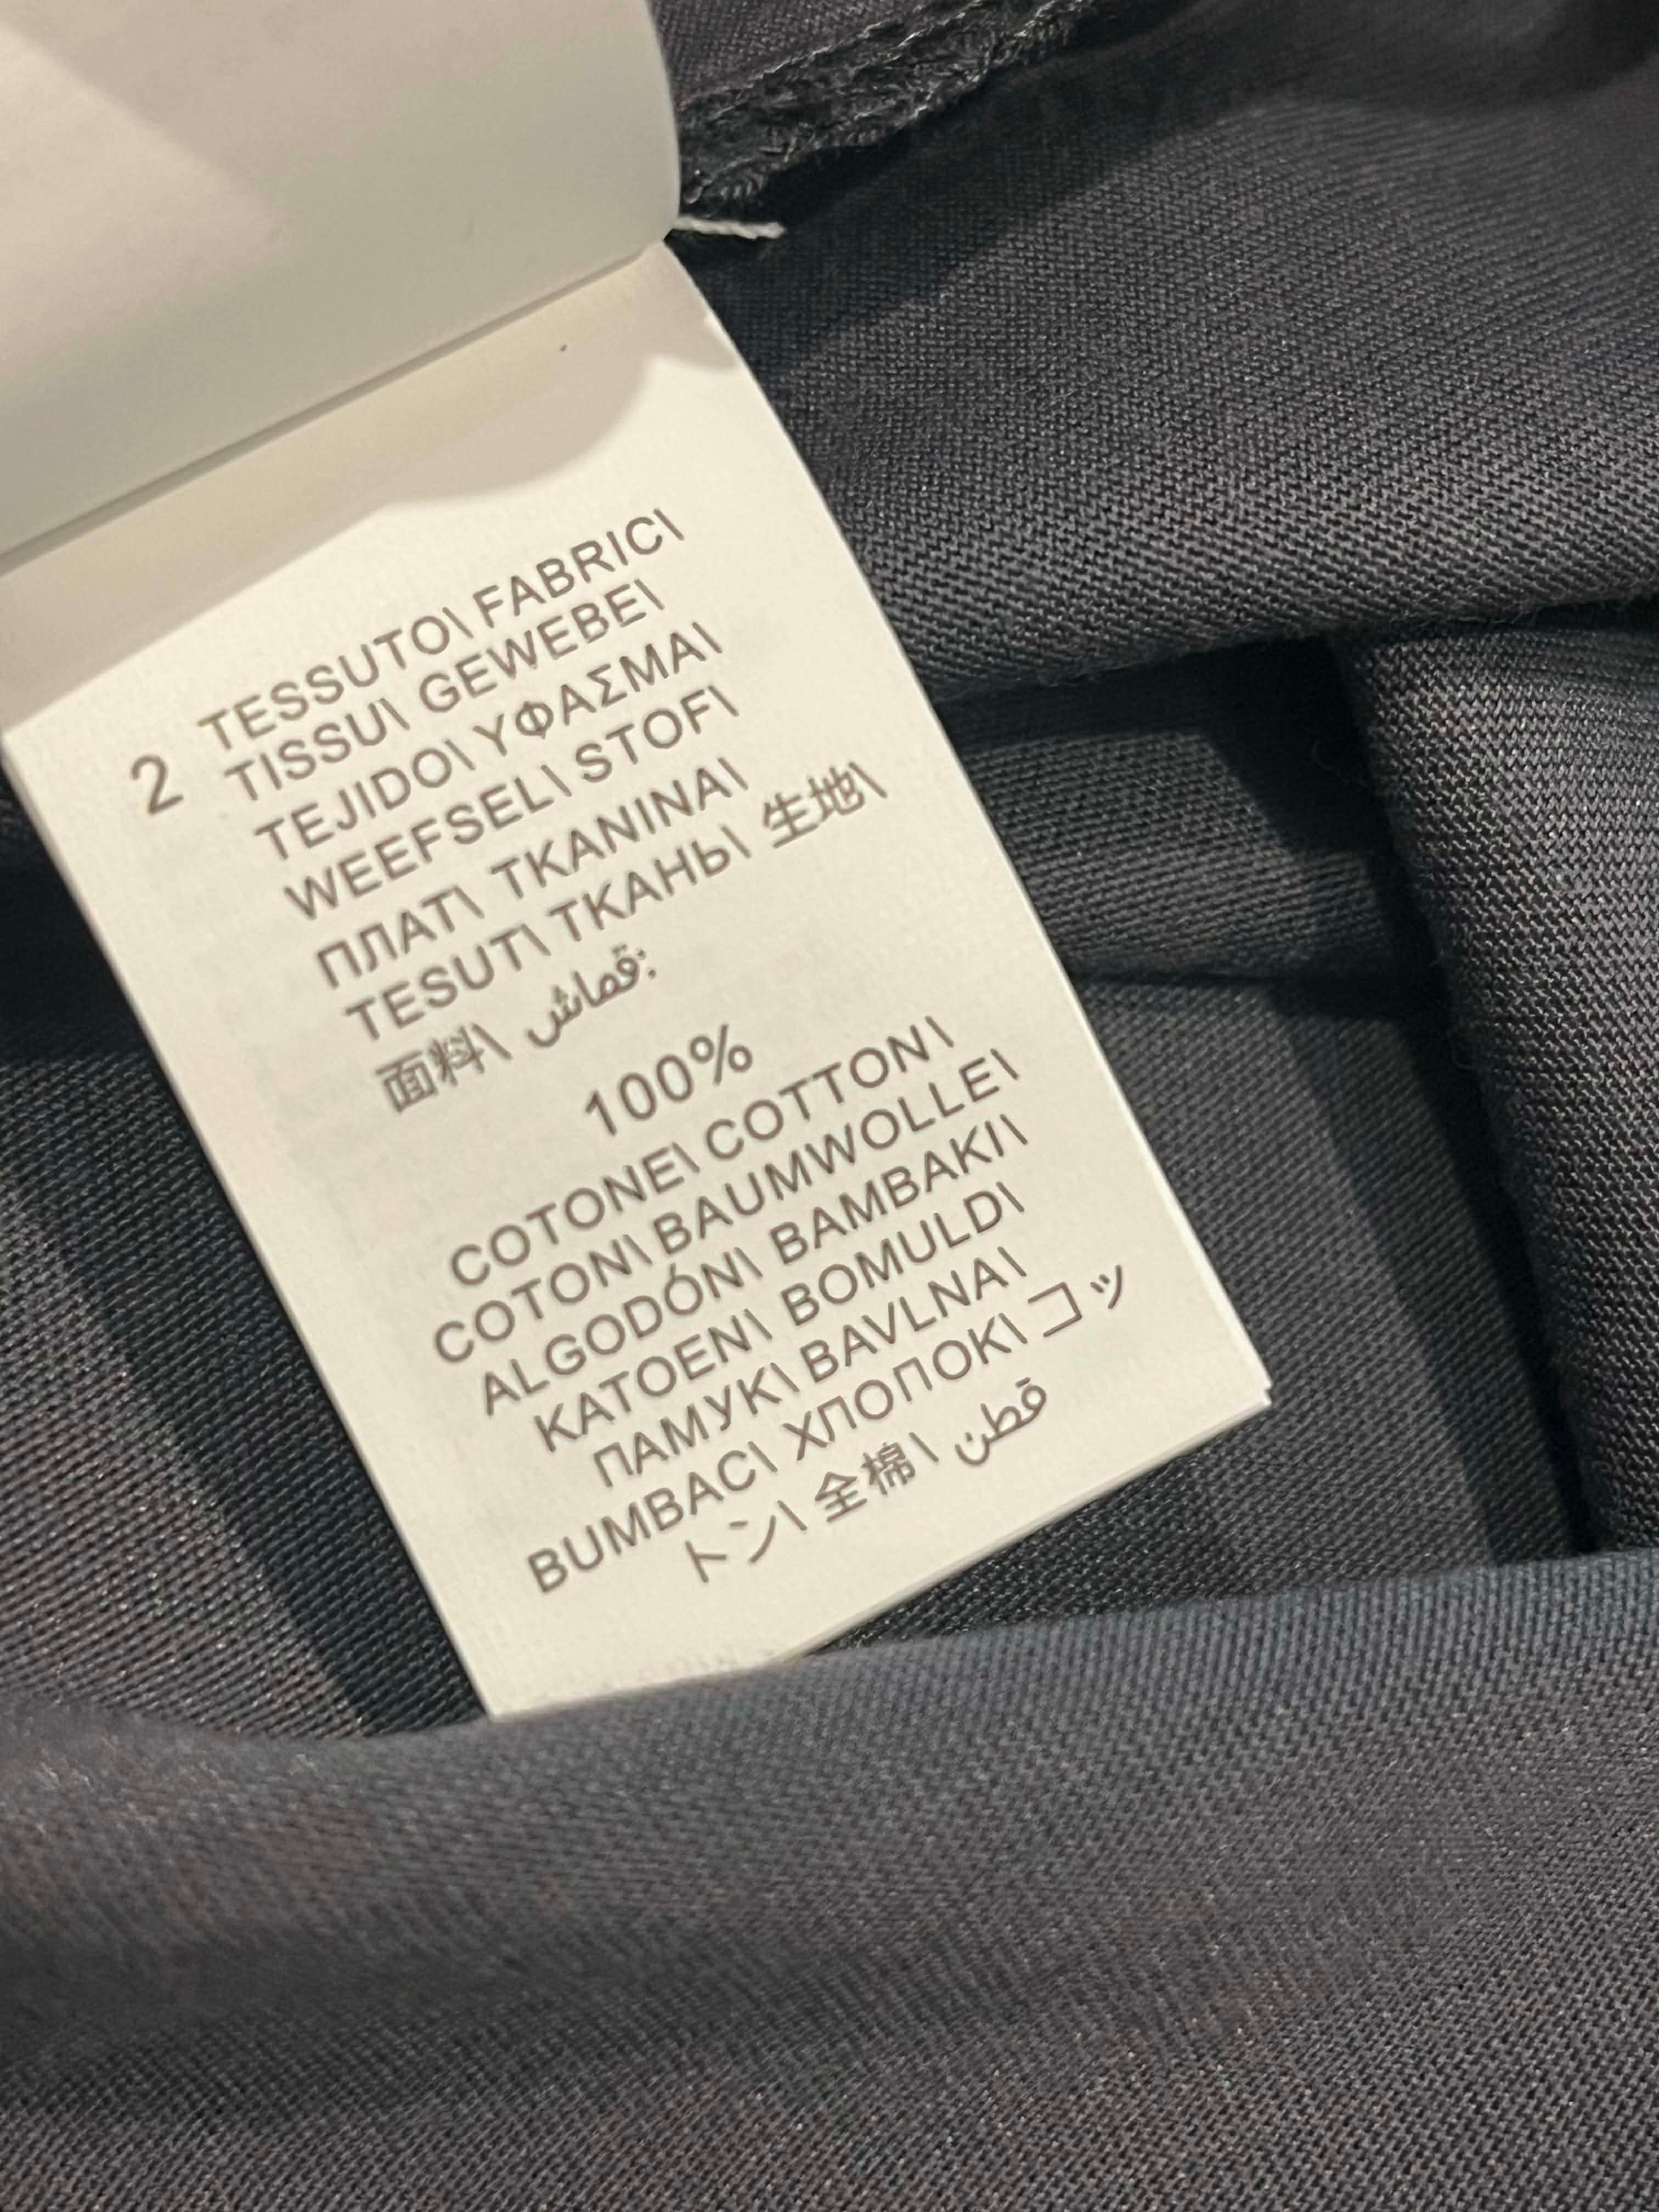 2 TESSUTO\ FABRIC\
TISSU\ GEWEBE\
TEJIDO\ ΥΦΑΣΜΑ\
WEEFSEL\ STOF\
ПЛАТ\ TKANINA\
TESUT\ ТКАНЬ\ 生地\
面料\ قماش:
100%
COTONE\ COTTON\
COTON\ BAUMWOLLE\
ALGODÓN\ BAMBAKI\
KATOEN\ BOMULD\
ПАМУК\ BAVLNA\
BUMBAC\ ХЛОПОК\ コッ
トン\ 全棉\ قطن